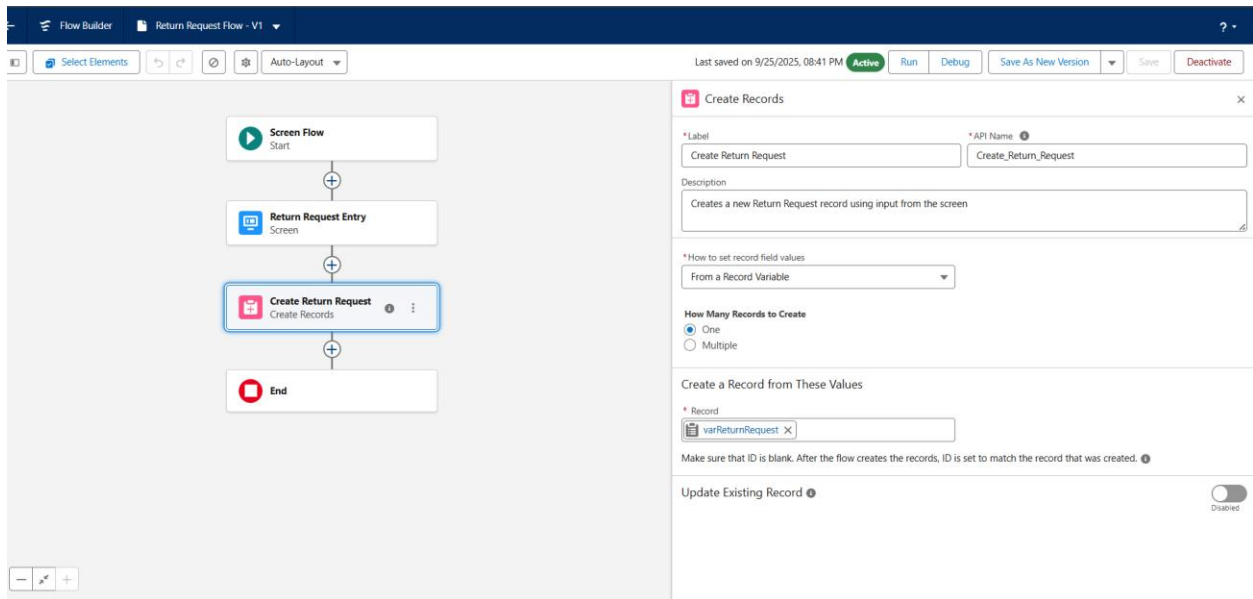 Flow Builder Return Request Flow - V1 ?
Select Elements Auto-Layout Last saved on 9/25/2025, 08:41 PM Active Run Debug Save As New Version Save Deactivate
Screen Flow
Start
Return Request Entry
Screen
Create Return Request
Create Records
End
Create Records
*Label *API Name
Create Return Request Create_Return_Request
Description
Creates a new Return Request record using input from the screen
*How to set record field values
From a Record Variable
How Many Records to Create
One
Multiple
Create a Record from These Values
* Record
varReturnRequest
Make sure that ID is blank. After the flow creates the records, ID is set to match the record that was created.
Update Existing Record
Disabled